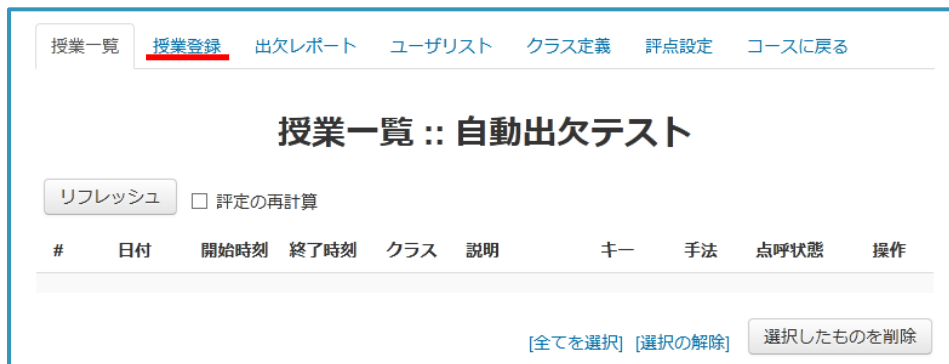 授業一覧 授業登録 出欠レポート ユーザリスト クラス定義 評点設定 コースに戻る
授業一覧 :: 自動出欠テスト
リフレッシュ 評定の再計算
# 日付 開始時刻 終了時刻 クラス 説明 キー 手法 点呼状態 操作
[全てを選択] [選択の解除] 選択したものを削除